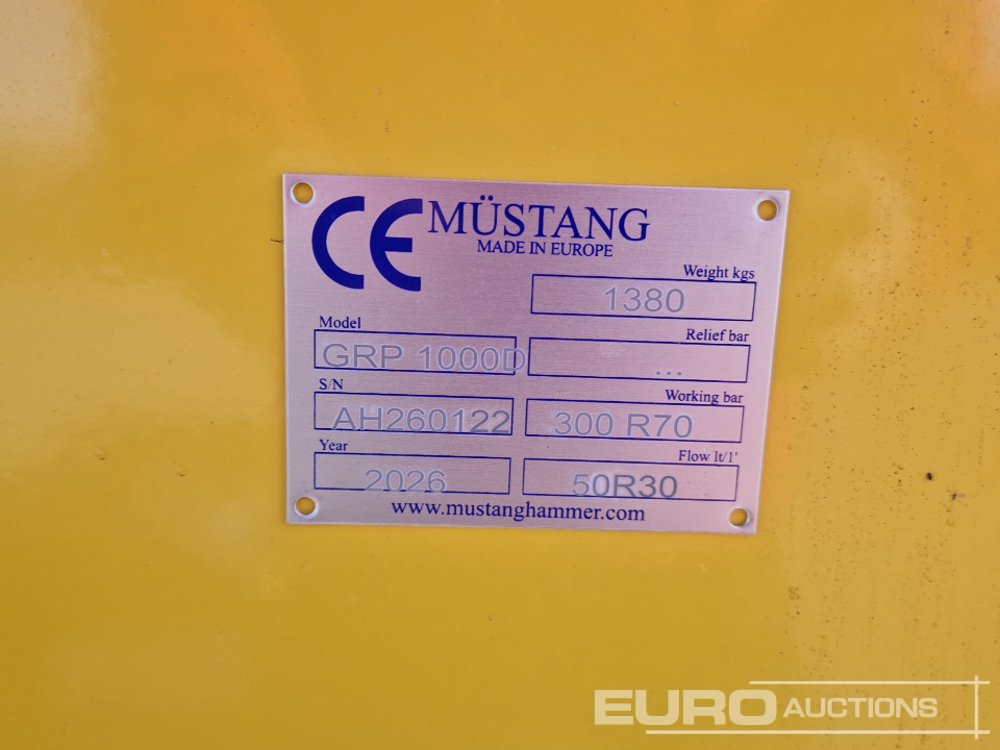 CE MÜSTANG
MADE IN EUROPE
Weight kgs
1380
Model
GRP 1000D
Relief bar
...
S/N
AH260122
Working bar
300 R70
Year
2026
Flow lt/1'
50R30
www.mustanghammer.com
EURO AUCTIONS